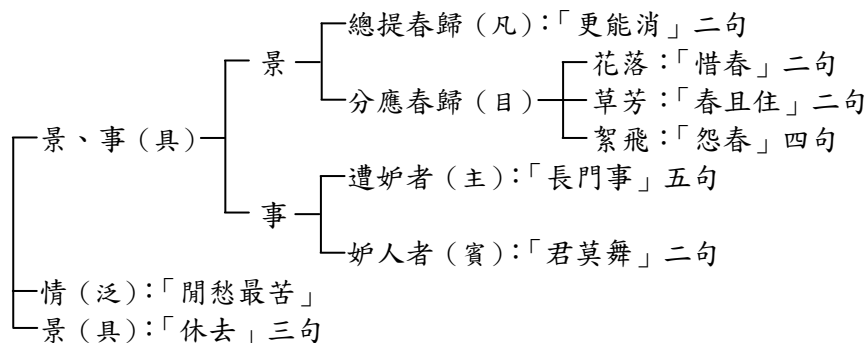 總提春歸(凡):「更能消」二句
景
花落:「惜春」二句
分應春歸(目)
草芳:「春且住」二句
景、事(具)
絮飛:「怨春」四句
遭妒者(主):「長門事」五句
事
妒人者(賓):「君莫舞」二句
情(泛):「閒愁最苦」
景(具):「休去」三句